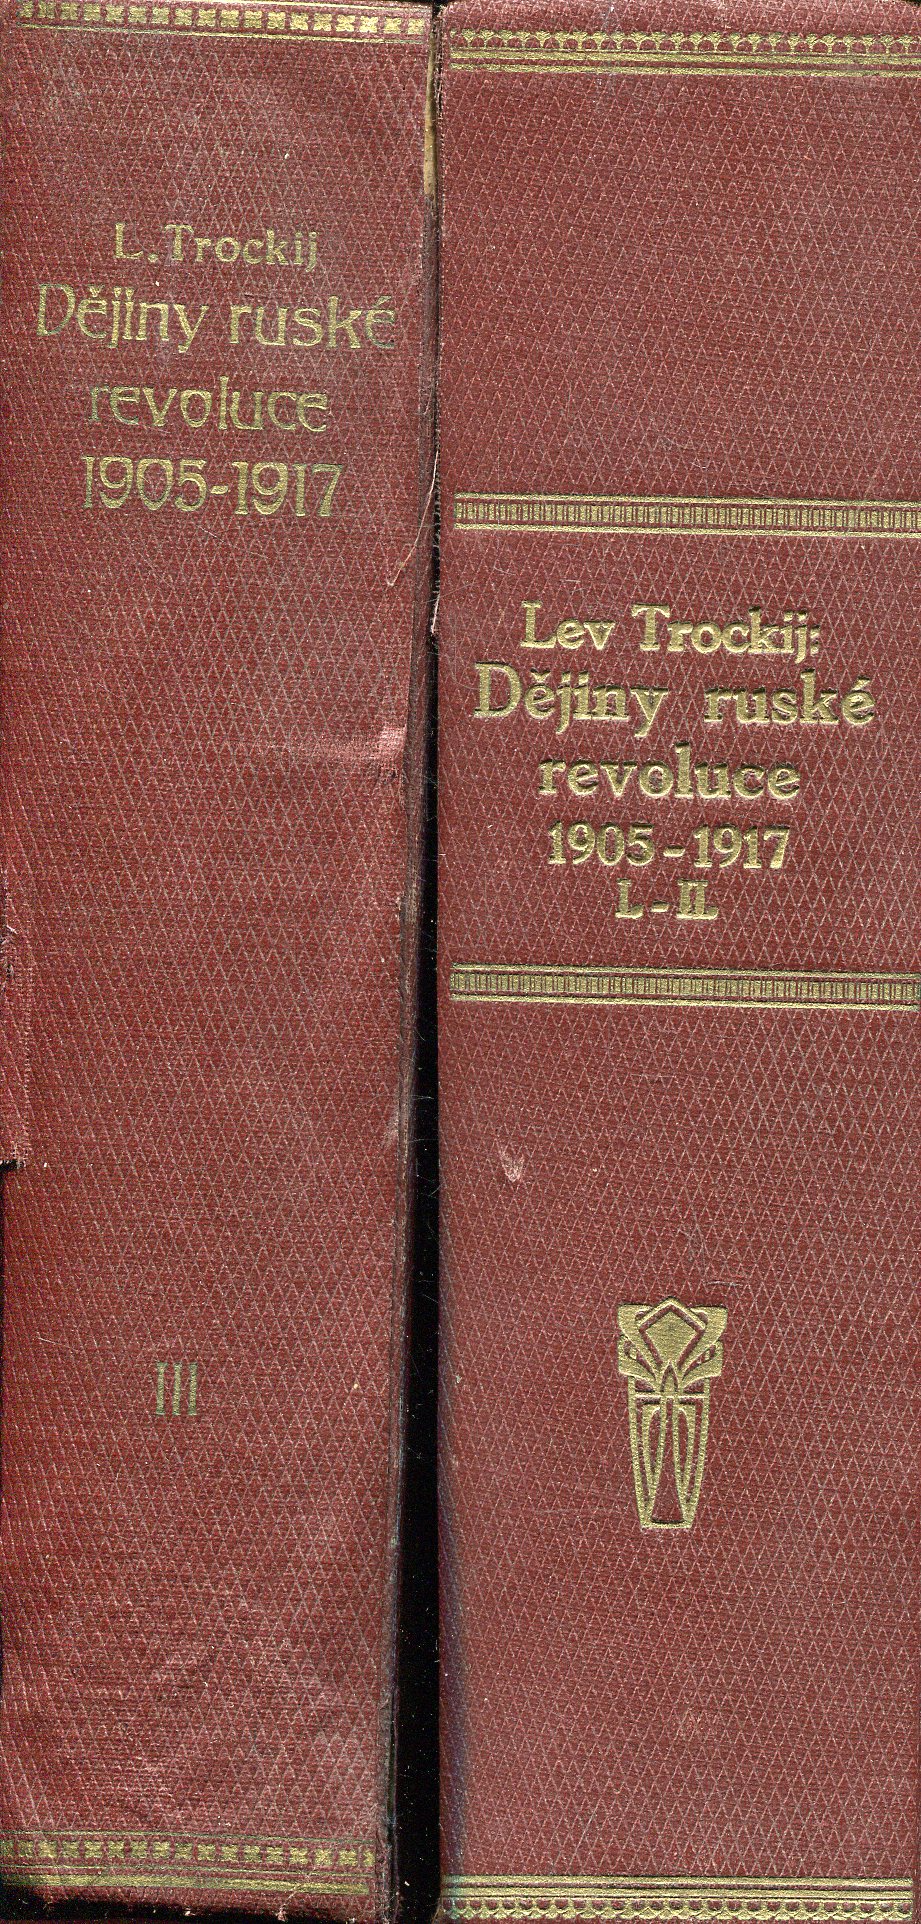 L. Trockij
Dějiny ruské
revoluce
1905-1917
III
Lev Trockij:
Dějiny ruské
revoluce
1905-1917
I.-II.